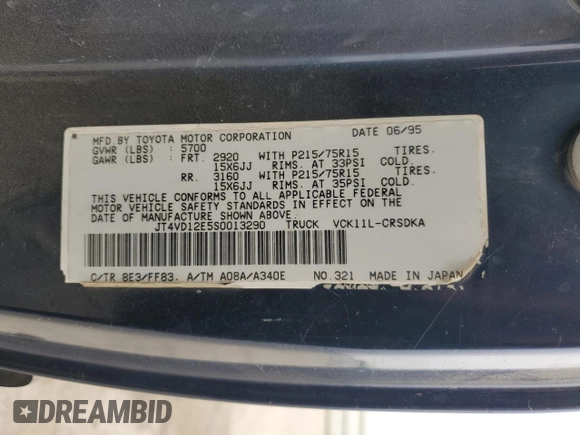 MFD.BY TOYOTA MOTOR CORPORATION DATE 06/95
GVWR (LBS) : 5700
GAWR (LBS) : FRT. 2920 WITH P215/75R15 TIRES.
15X6JJ RIMS. AT 33PSI COLD.
RR. 3160 WITH P215/75R15 TIRES.
15X6JJ RIMS. AT 35PSI COLD.
THIS VEHICLE CONFORMS TO ALL APPLICABLE FEDERAL
MOTOR VEHICLE SAFETY STANDARDS IN EFFECT ON THE
DATE OF MANUFACTURE SHOWN ABOVE.
JT4VD12E5S0013290 TRUCK VCK11L-CRSDKA
C/TR 8E3/FF83. A/TM A08A/A340E NO.321 MADE IN JAPAN
DREAMBID